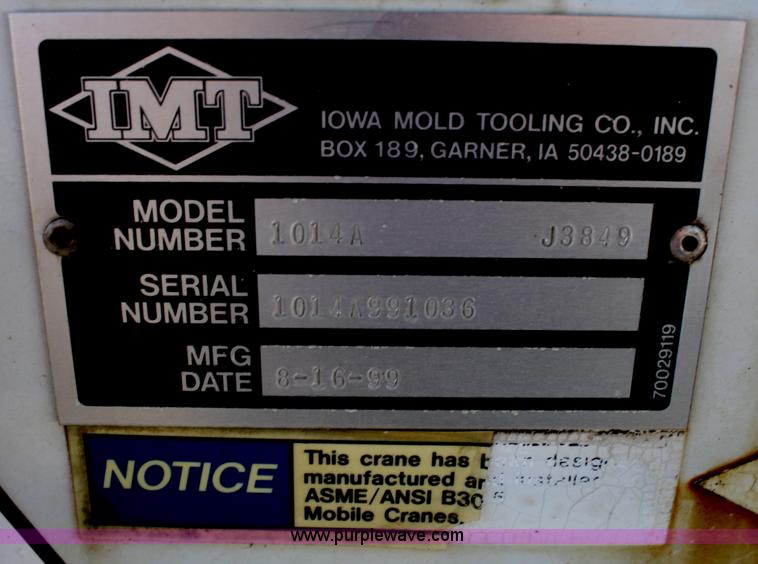 IMT
IOWA MOLD TOOLING CO., INC.
BOX 189, GARNER, IA 50438-0189
MODEL NUMBER 1014A J3849
SERIAL NUMBER 1014A991036
MFG DATE 8-16-99
70029119
NOTICE
This crane has
manufactured
ASME/ANSI B30
Mobile Cranes.
www.purplewave.com